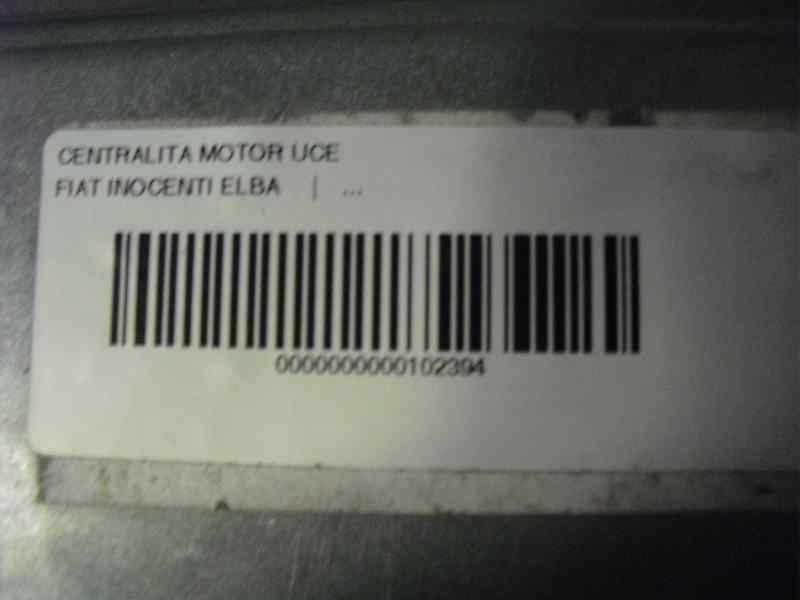 CENTRALITA MOTOR UCE
FIAT INOCENTI ELBA | ...
0000000000102394